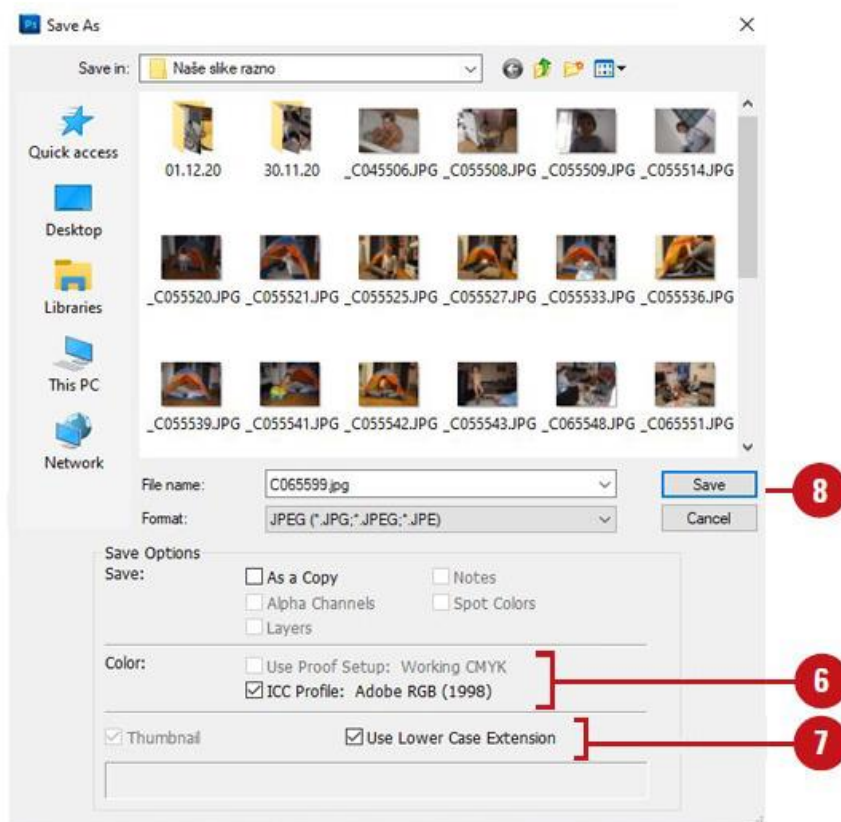 Ps Save As
Save in: Naše slike razno
Quick access
Desktop
Libraries
This PC
Network
01.12.20 30.11.20 _C045506.JPG _C055508.JPG _C055509.JPG _C055514.JPG
_C055520.JPG _C055521.JPG _C055525.JPG _C055527.JPG _C055533.JPG _C055536.JPG
_C055539.JPG _C055541.JPG _C055542.JPG _C055543.JPG _C065548.JPG _C065551.JPG
File name: C065599.jpg Save 8
Format: JPEG (*.JPG;*.JPEG;*.JPE) Cancel
Save Options
Save: As a Copy Notes
Alpha Channels Spot Colors
Layers
Color: Use Proof Setup: Working CMYK
ICC Profile: Adobe RGB (1998) 6
Thumbnail Use Lower Case Extension 7